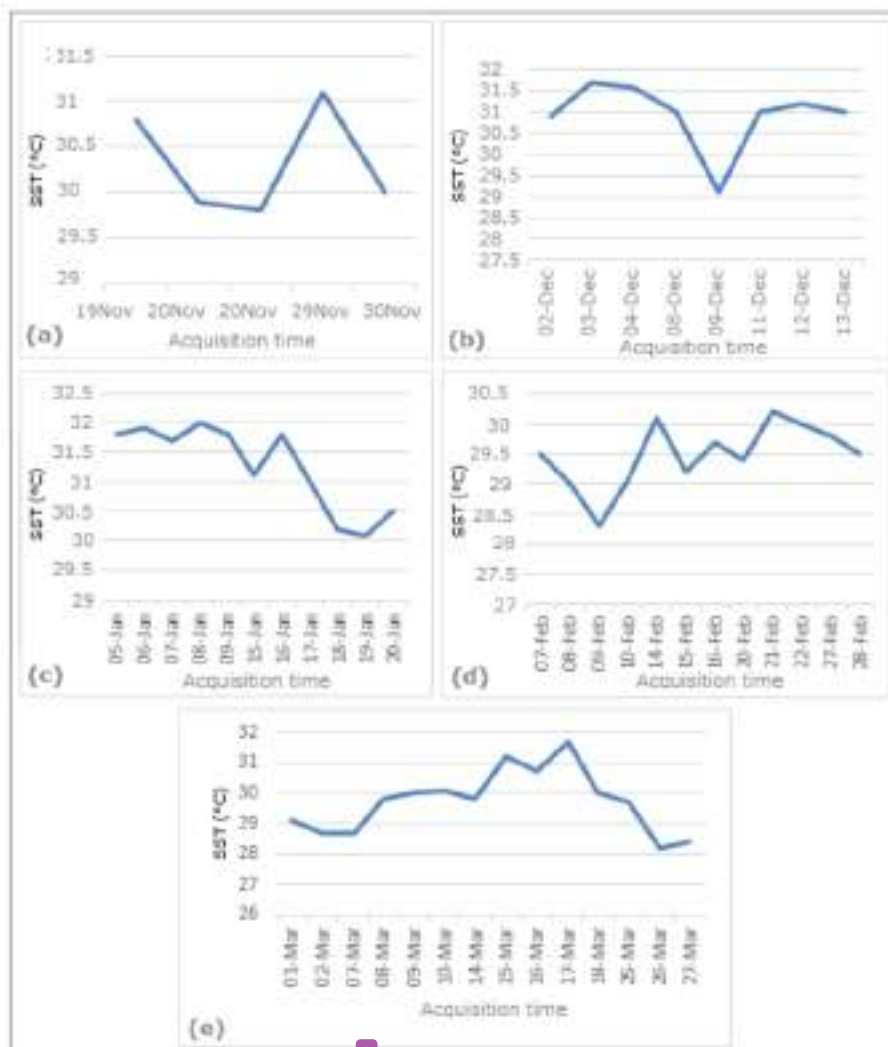 31.5
31
30.5
30
29.5
29
SST (°C)
19Nov 20Nov 20Nov 29Nov 30Nov
Acquisition time
(a)
32
31.5
31
30.5
30
29.5
29
28.5
28
27.5
SST (°C)
02-Dec 03-Dec 04-Dec 08-Dec 09-Dec 11-Dec 12-Dec 13-Dec
Acquisition time
(b)
32.5
32
31.5
31
30.5
30
29.5
29
SST (°C)
05-Jan 06-Jan 07-Jan 08-Jan 09-Jan 15-Jan 16-Jan 17-Jan 18-Jan 19-Jan 20-Jan
Acquisition time
(c)
30.5
30
29.5
29
28.5
28
27.5
27
SST (°C)
07-Feb 08-Feb 09-Feb 10-Feb 14-Feb 15-Feb 16-Feb 20-Feb 21-Feb 22-Feb 27-Feb 28-Feb
Acquisition time
(d)
32
31
30
29
28
27
26
SST (°C)
01-Mar 02-Mar 07-Mar 08-Mar 09-Mar 10-Mar 14-Mar 15-Mar 16-Mar 17-Mar 18-Mar 25-Mar 26-Mar 27-Mar
Acquisition time
(e)